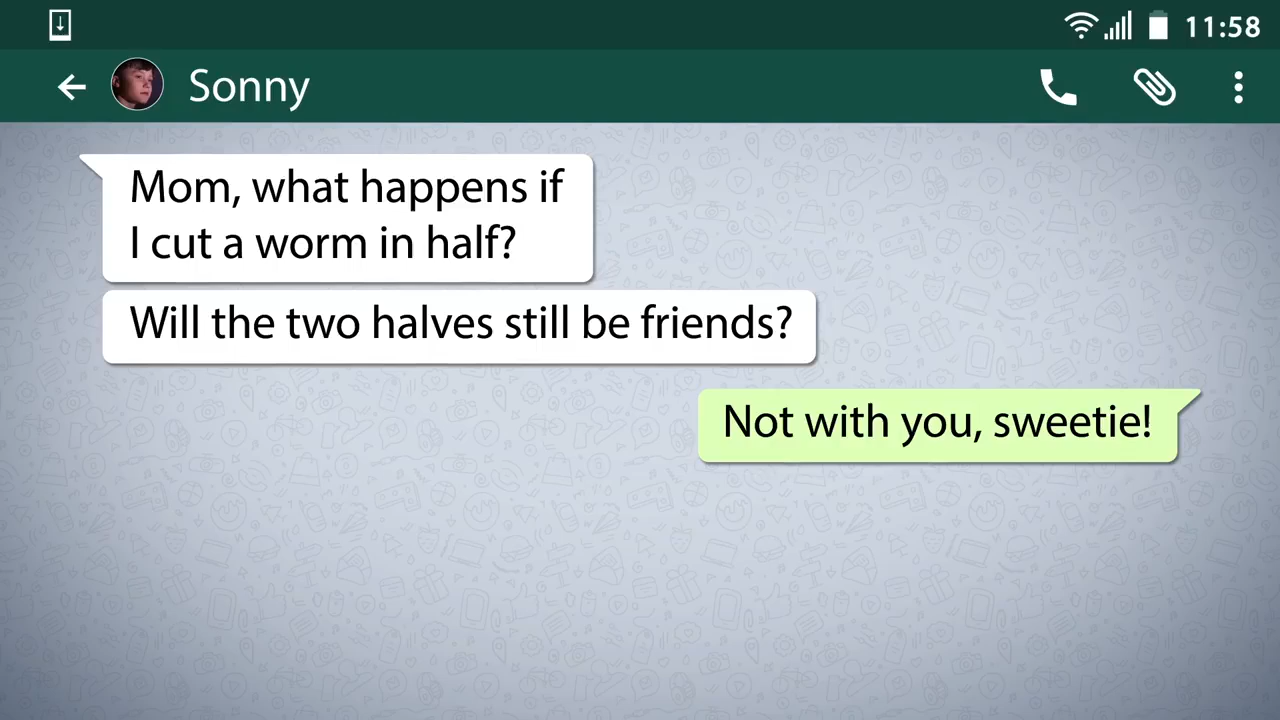 11:58
Sonny
Mom, what happens if
I cut a worm in half?
Will the two halves still be friends?
Not with you, sweetie!